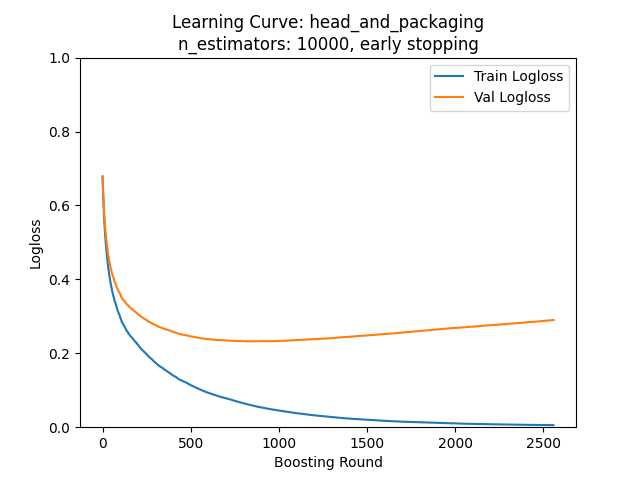 Learning Curve: head_and_packaging
n_estimators: 10000, early stopping
Train Logloss
Val Logloss
1.0
0.8
0.6
0.4
0.2
0.0
Logloss
0
500
1000
1500
2000
2500
Boosting Round